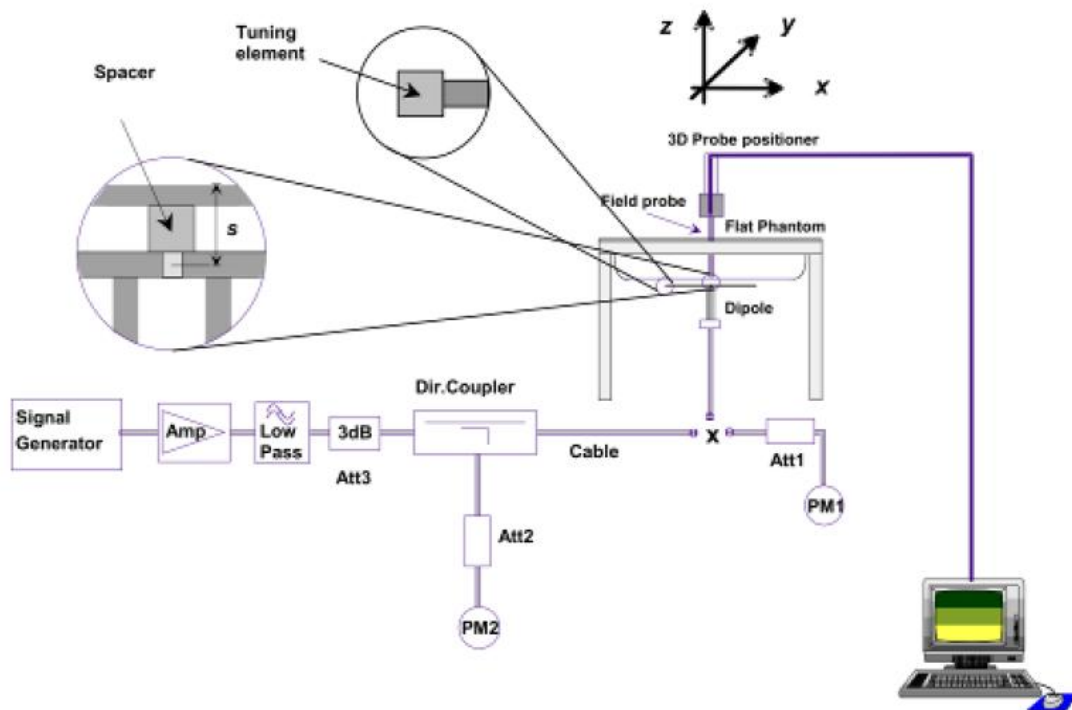 Tuning
element
Spacer
z
y
x
3D Probe positioner
Field probe
Flat Phantom
s
Dipole
Dir.Coupler
Signal
Generator
Amp
Low
Pass
3dB
Att3
Cable
x
Att1
PM1
Att2
PM2